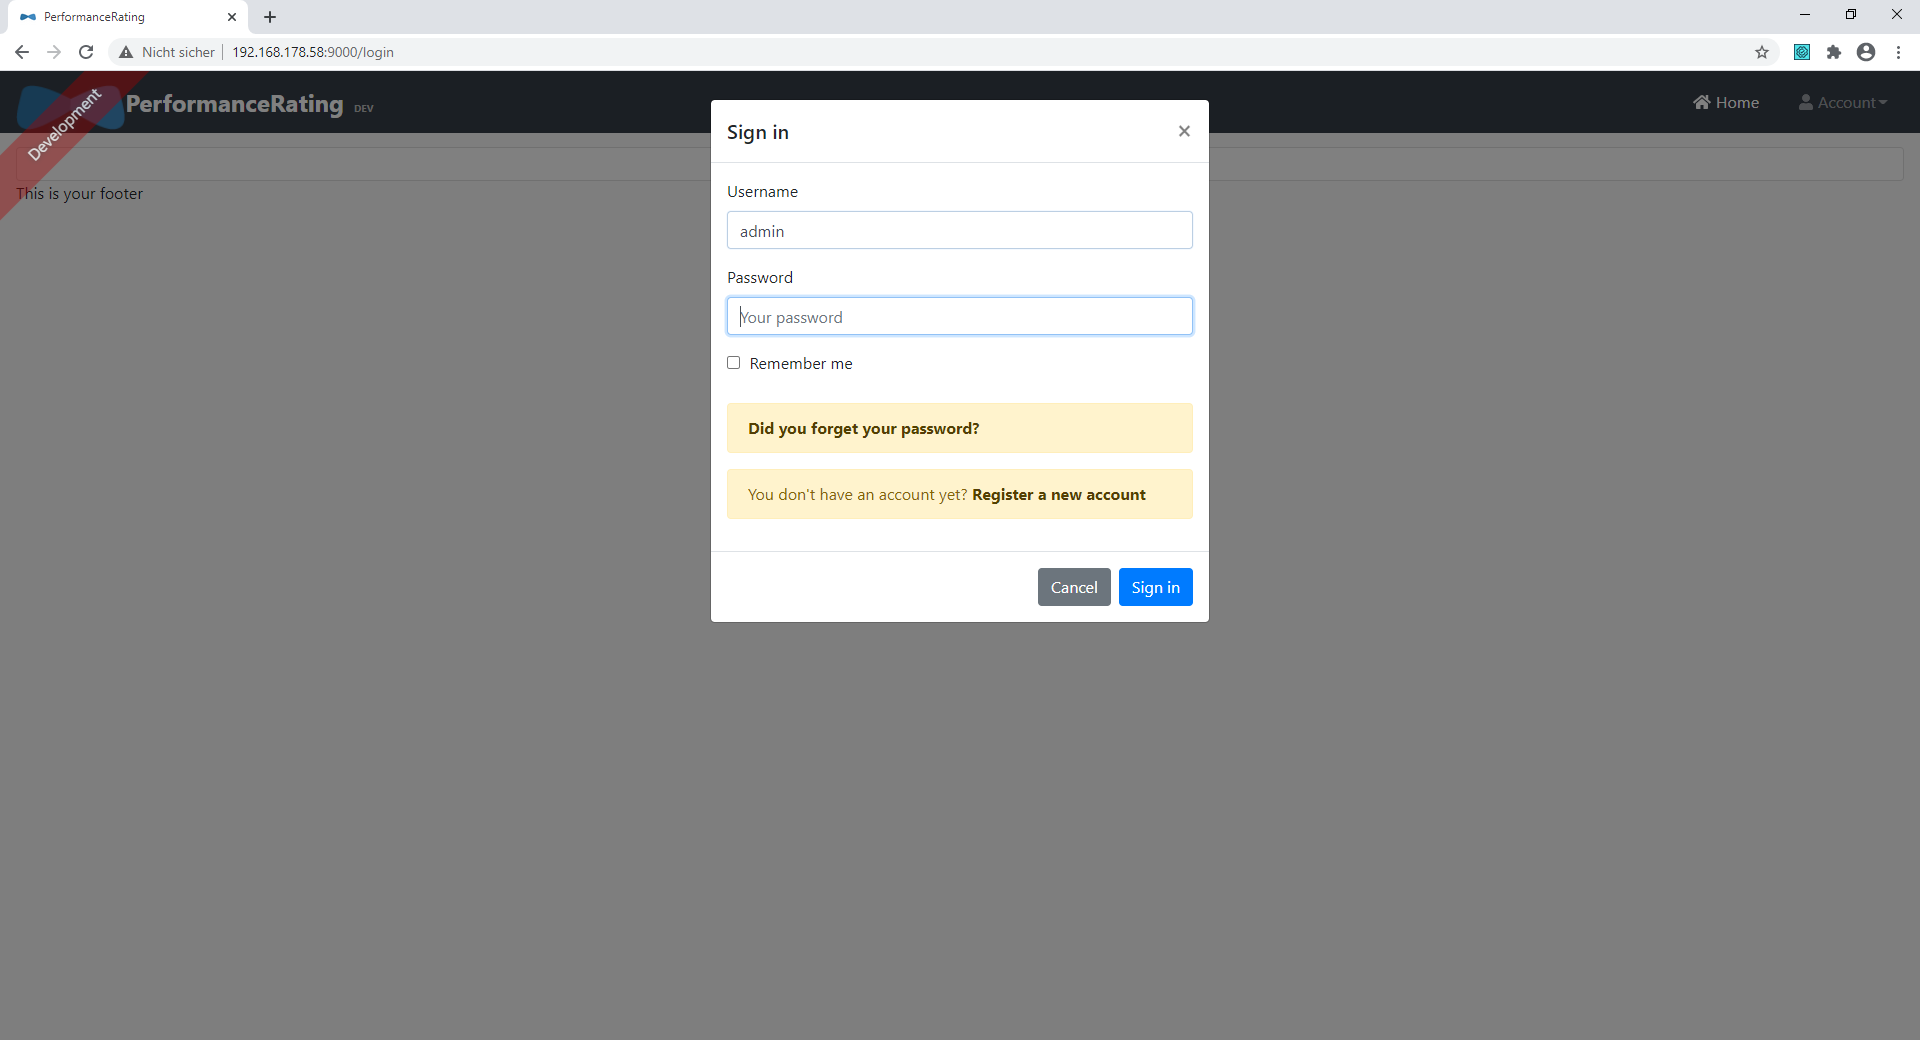 PerformanceRating
Nicht sicher 192.168.178.58:9000/login
Development
PerformanceRating DEV
Home Account
This is your footer
Sign in
Username
admin
Password
Your password
Remember me
Did you forget your password?
You don't have an account yet? Register a new account
Cancel Sign in